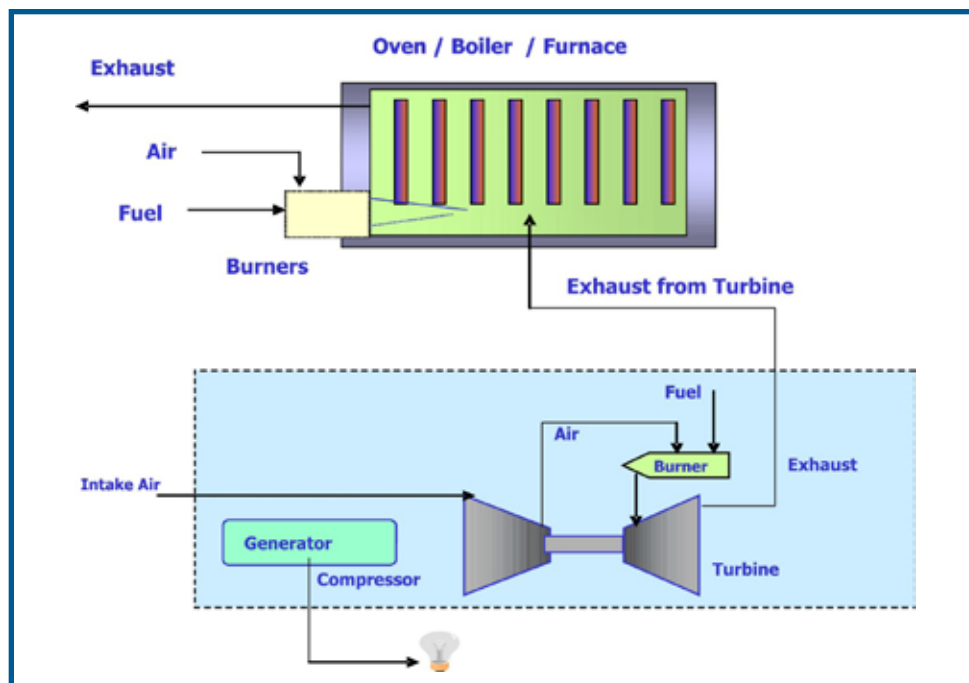 Oven / Boiler / Furnace
Exhaust
Air
Fuel
Burners
Exhaust from Turbine
Fuel
Air
Burner
Exhaust
Intake Air
Generator
Compressor
Turbine